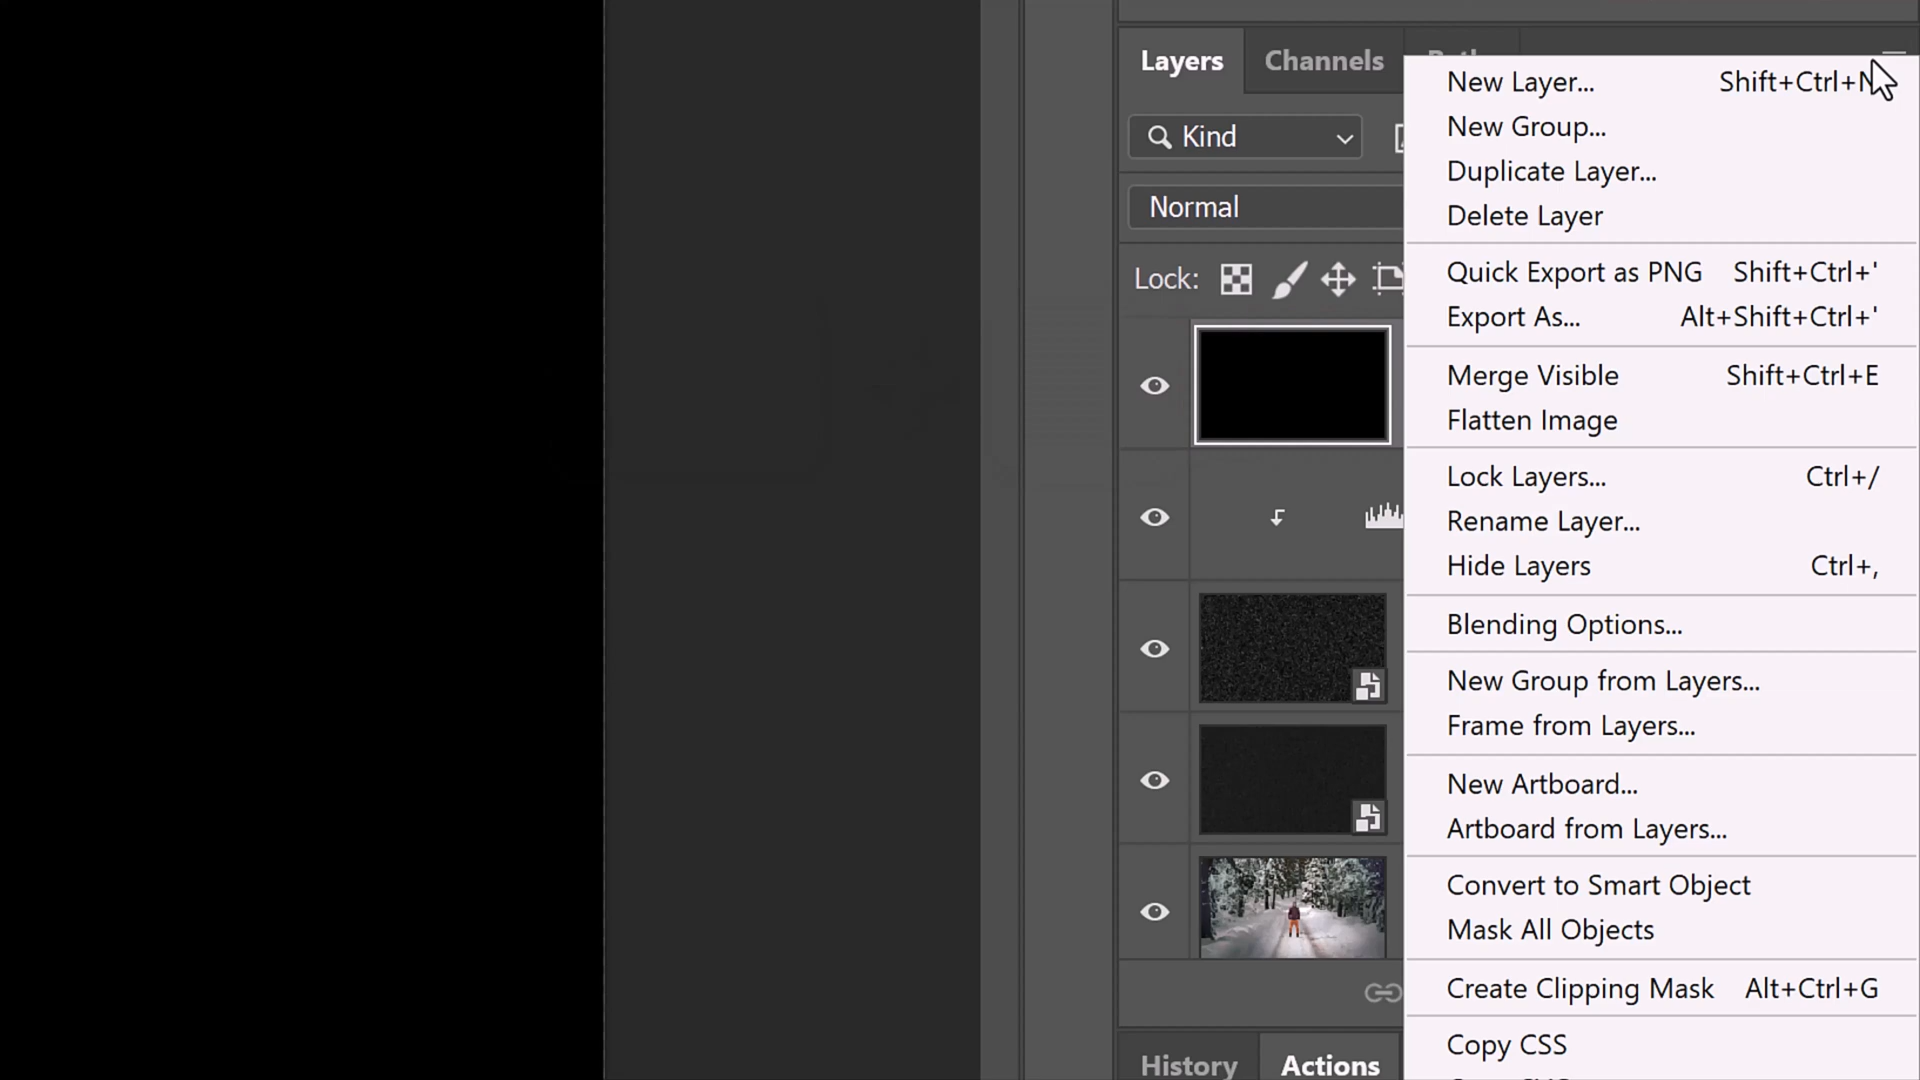 Layers
Channels
Kind
Normal
Lock:
New Layer... Shift+Ctrl+N
New Group...
Duplicate Layer...
Delete Layer
Quick Export as PNG Shift+Ctrl+'
Export As... Alt+Shift+Ctrl+'
Merge Visible Shift+Ctrl+E
Flatten Image
Lock Layers... Ctrl+/
Rename Layer...
Hide Layers Ctrl+,
Blending Options...
New Group from Layers...
Frame from Layers...
New Artboard...
Artboard from Layers...
Convert to Smart Object
Mask All Objects
Create Clipping Mask Alt+Ctrl+G
Copy CSS
History
Actions